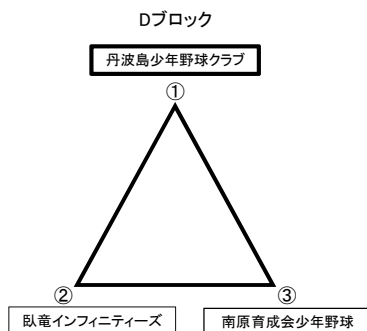 Dブロック
丹波島少年野球クラブ
①
②
③
臥竜インフィニティーズ
南原育成会少年野球